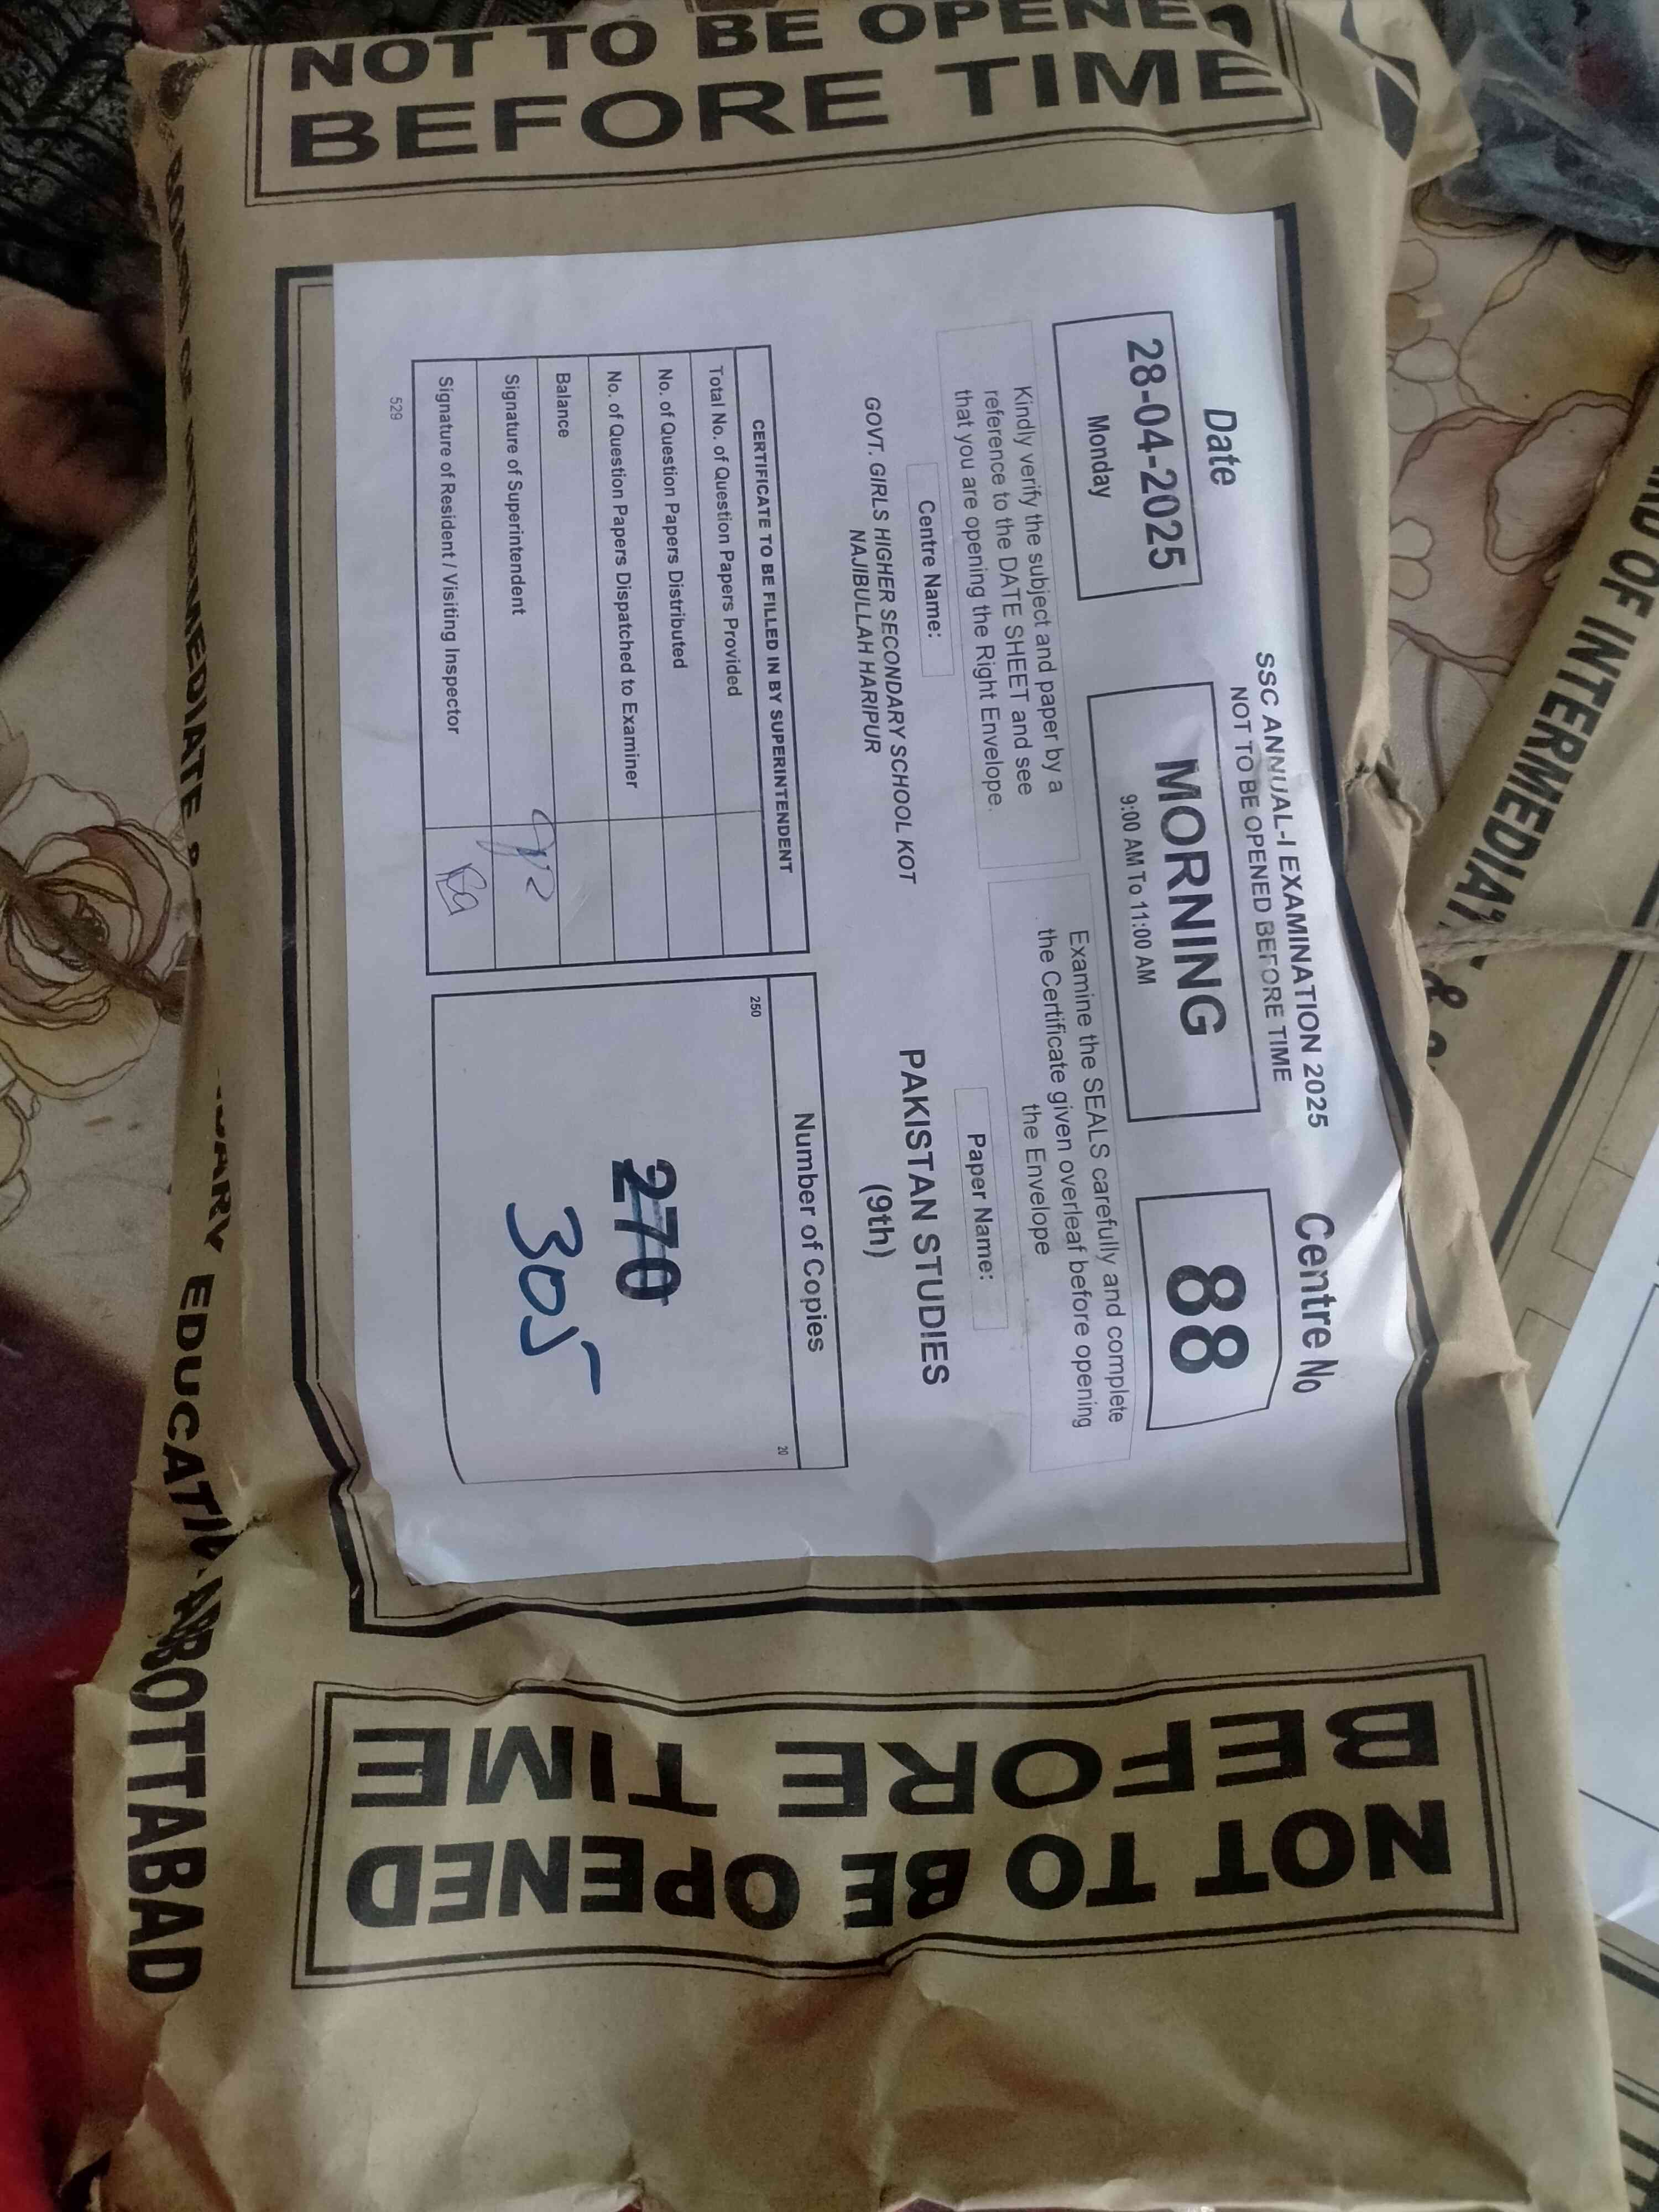 NOT TO BE OPENED
BEFORE TIME
SSC ANNUAL-I EXAMINATION 2025
NOT TO BE OPENED BEFORE TIME
Date
28-04-2025
Monday
MORNING
9:00 AM To 11:00 AM
Centre No
88
Kindly verify the subject and paper by a
reference to the DATE SHEET and see
that you are opening the Right Envelope.
Examine the SEALS carefully and complete
the Certificate given overleaf before opening
the Envelope
Centre Name:
GOVT. GIRLS HIGHER SECONDARY SCHOOL KOT
NAJIBULLAH HARIPUR
Paper Name:
PAKISTAN STUDIES
(9th)
CERTIFICATE TO BE FILLED IN BY SUPERINTENDENT
Total No. of Question Papers Provided
No. of Question Papers Distributed
No. of Question Papers Dispatched to Examiner
Balance
Signature of Superintendent
Signature of Resident / Visiting Inspector
529
Number of Copies
250
20
270
305
NOT TO BE OPENED
BEFORE TIME
INTERMEDIATE &
EDUCATION ABBOTTABAD
OF INTERMEDIATE &